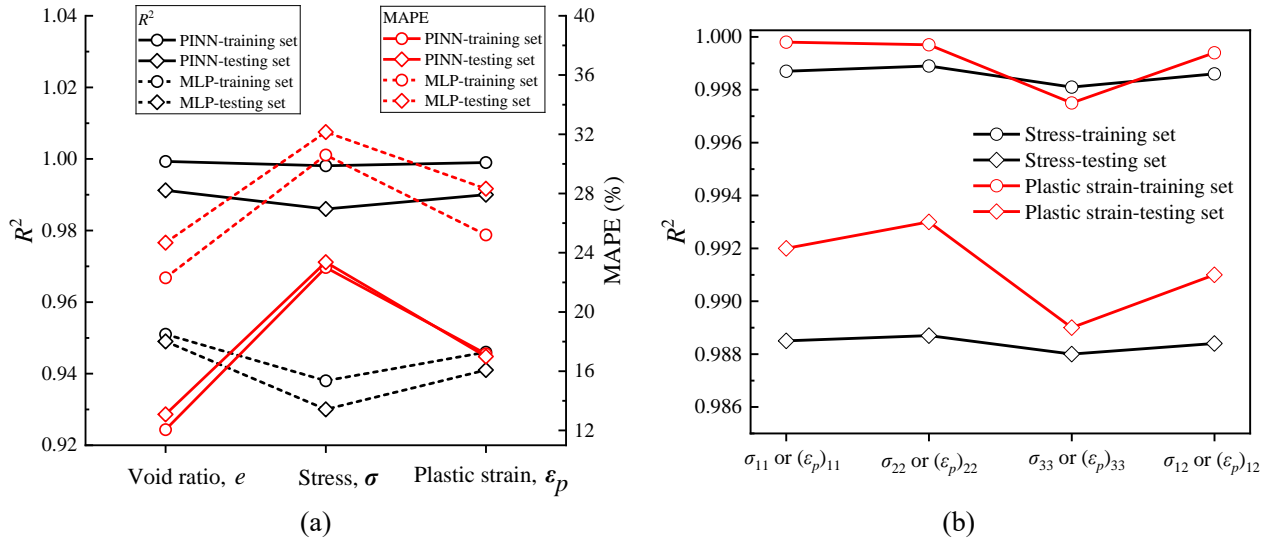 R²
PINN-training set
PINN-testing set
MLP-training set
MLP-testing set
MAPE
PINN-training set
PINN-testing set
MLP-training set
MLP-testing set
1.04
1.02
1.00
0.98
0.96
0.94
0.92
R²
40
36
32
28
24
20
16
12
MAPE (%)
Void ratio, e
Stress, σ
Plastic strain, εp
(a)
1.000
0.998
0.996
0.994
0.992
0.990
0.988
0.986
R²
Stress-training set
Stress-testing set
Plastic strain-training set
Plastic strain-testing set
σ11 or (εp)11
σ22 or (εp)22
σ33 or (εp)33
σ12 or (εp)12
(b)